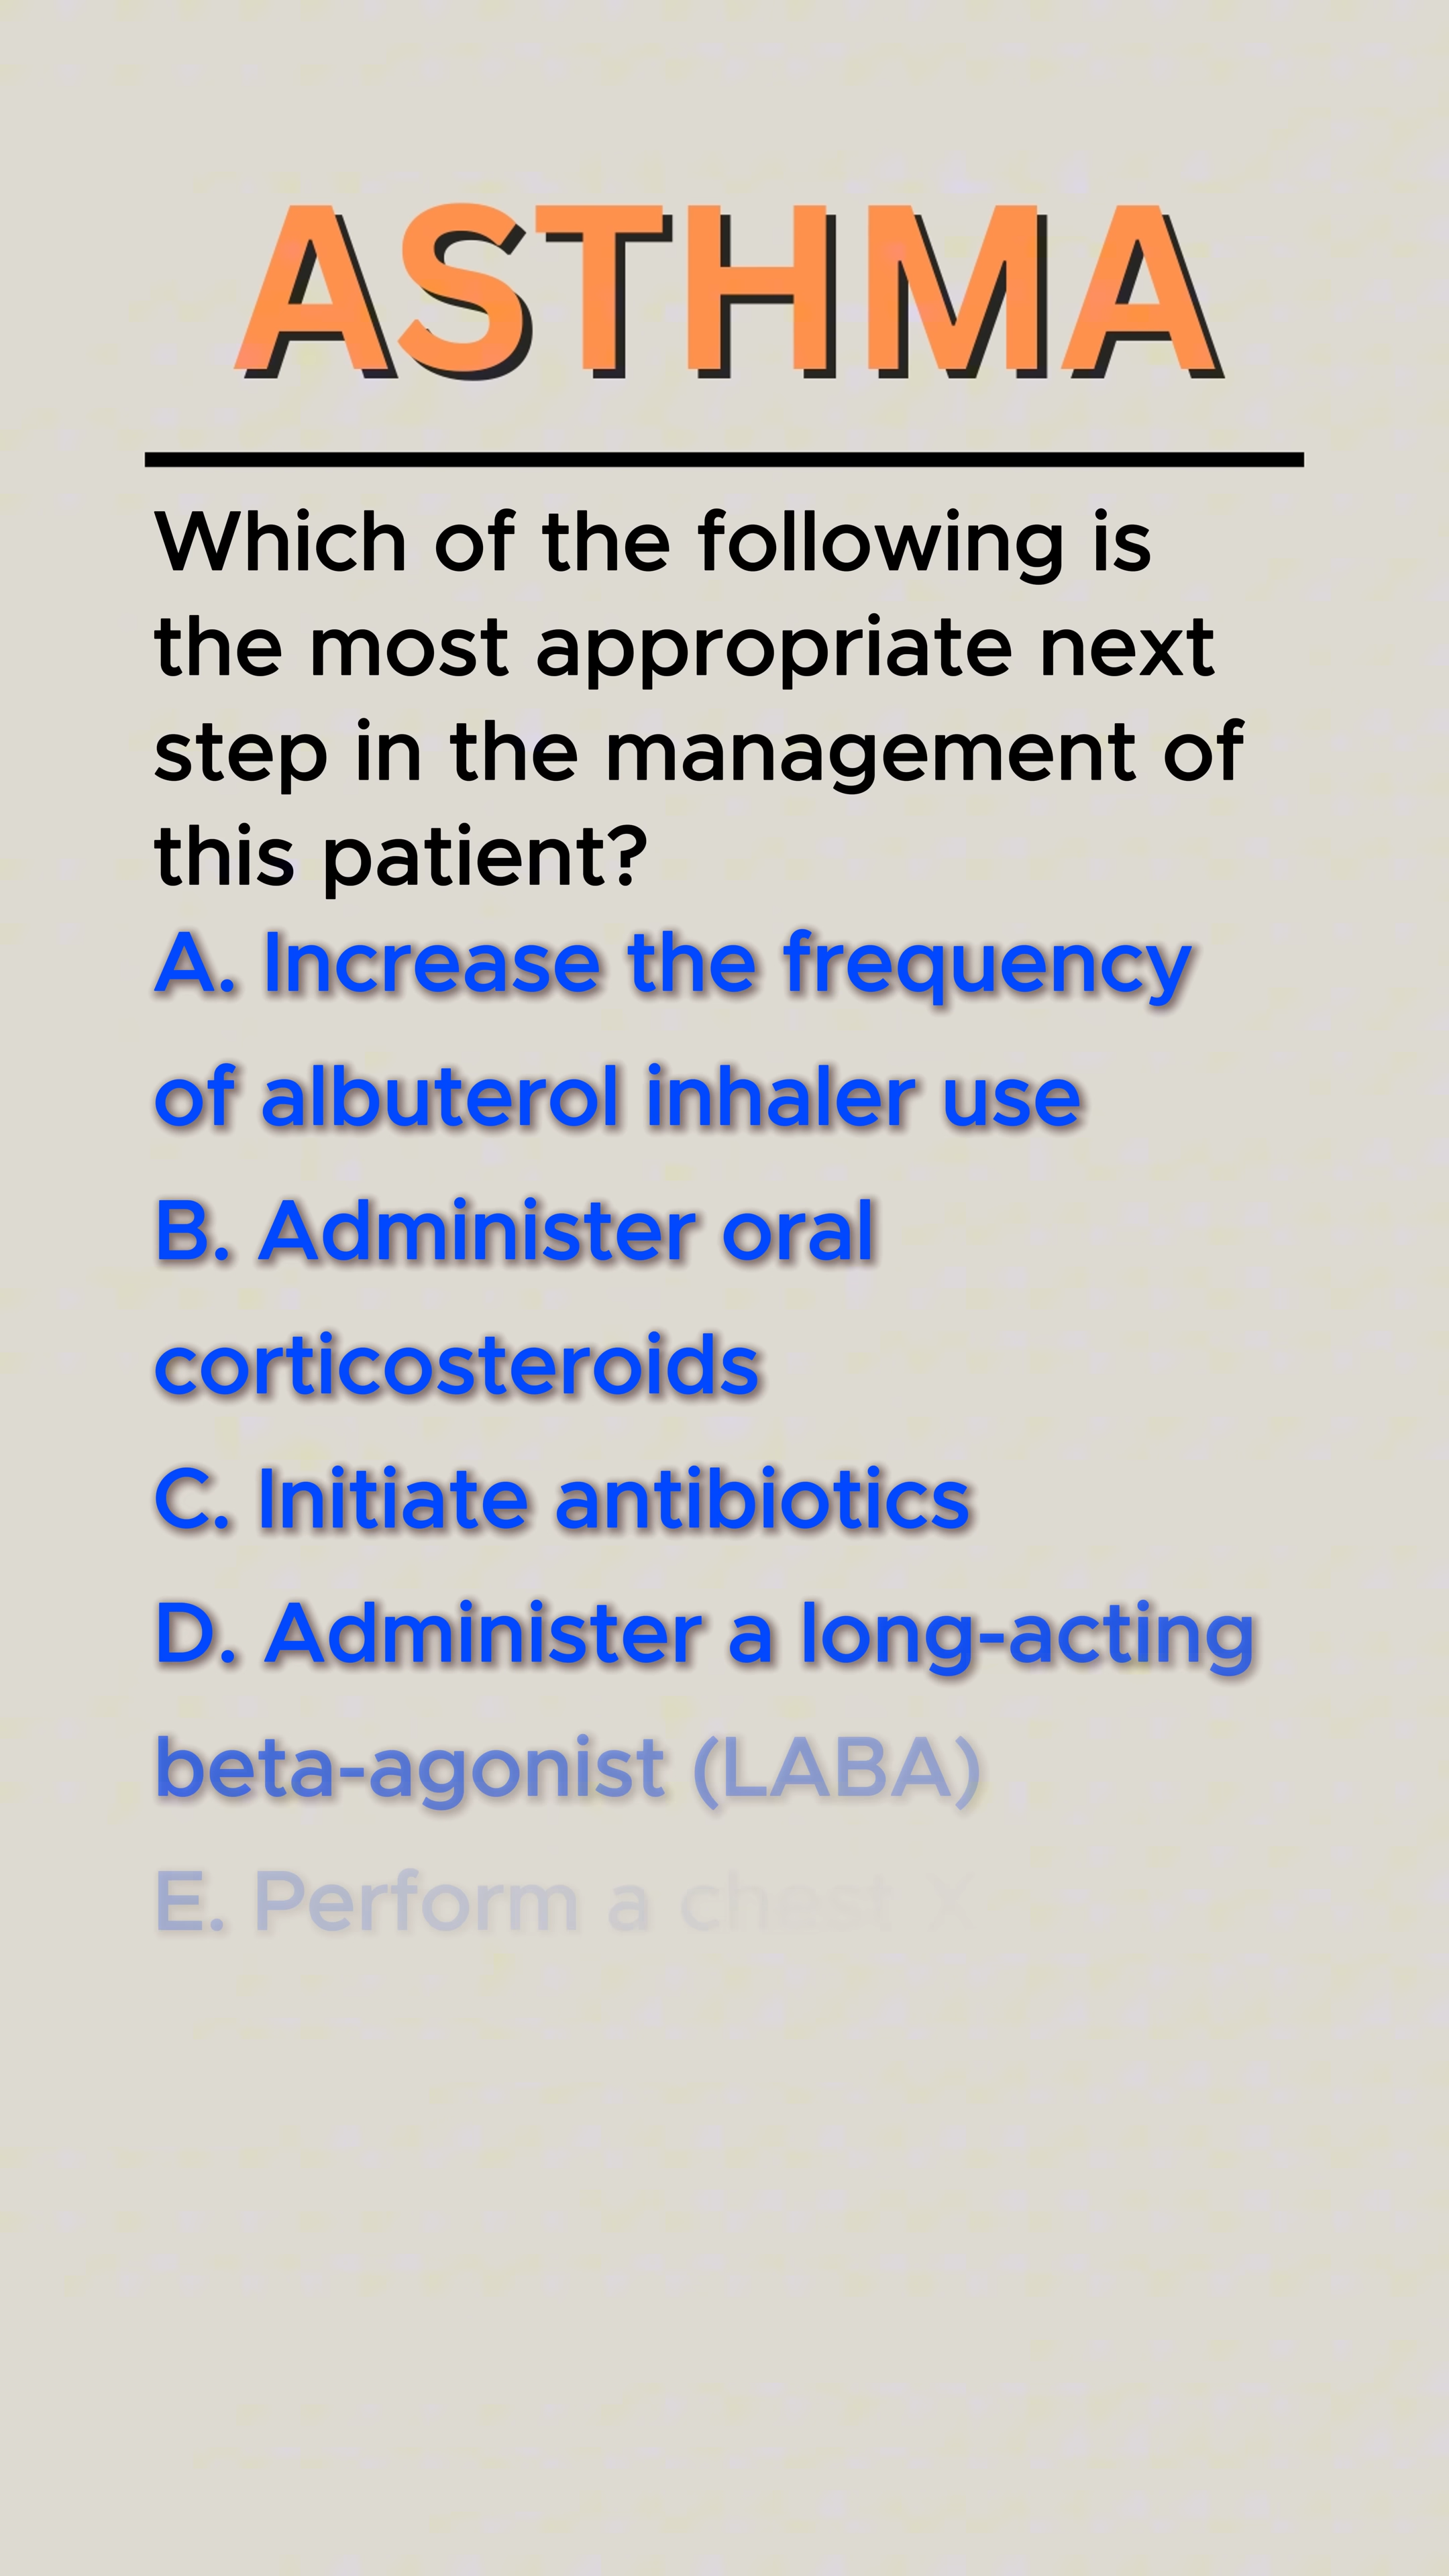 ASTHMA
Which of the following is
the most appropriate next
step in the management of
this patient?
A. Increase the frequency
of albuterol inhaler use
B. Administer oral
corticosteroids
C. Initiate antibiotics
D. Administer a long-acting
beta-agonist (LABA)
E. Perform a chest X